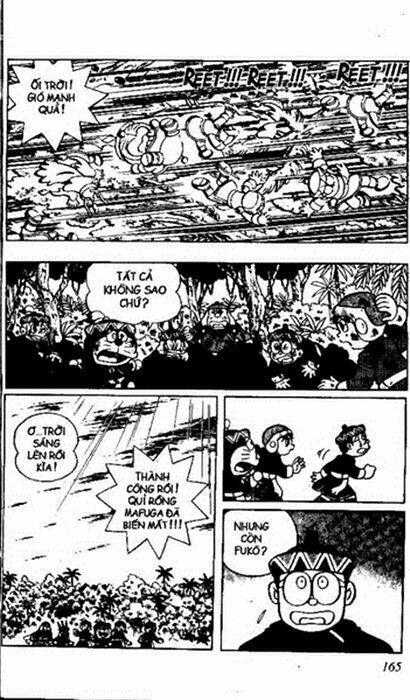 ỐI TRỜI!
GIÓ MẠNH
QUÁ!
REET!!! REET!!!
REET!!!
TẤT CẢ
KHÔNG SAO
CHỨ?
Ơ...TRỜI
SÁNG
LÊN RỒI
KÌA!
THÀNH
CÔNG RỒI!
QUỈ RỒNG
MAFUGA ĐÃ
BIẾN MẤT!!!
NHƯNG
CÒN
FUKÔ?
165